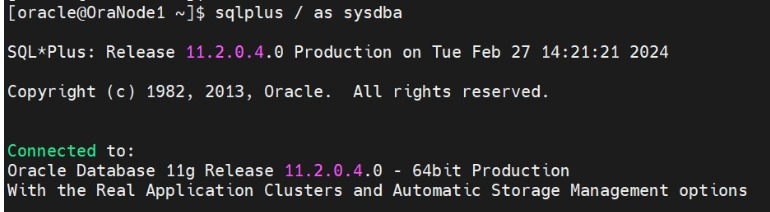 [oracle@OraNode1 ~]$ sqlplus / as sysdba
SQL*Plus: Release 11.2.0.4.0 Production on Tue Feb 27 14:21:21 2024
Copyright (c) 1982, 2013, Oracle.  All rights reserved.
Connected to:
Oracle Database 11g Release 11.2.0.4.0 - 64bit Production
With the Real Application Clusters and Automatic Storage Management options